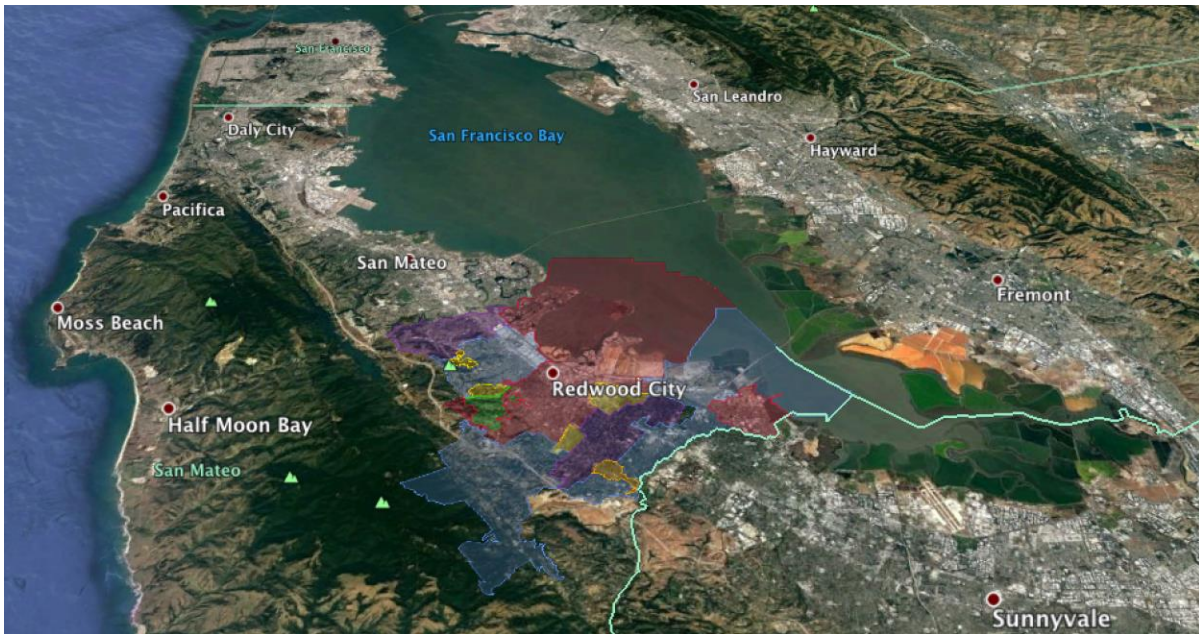 San Francisco
San Leandro
Daly City
San Francisco Bay
Hayward
Pacifica
San Mateo
Fremont
Moss Beach
Redwood City
Half Moon Bay
San Mateo
Sunnyvale